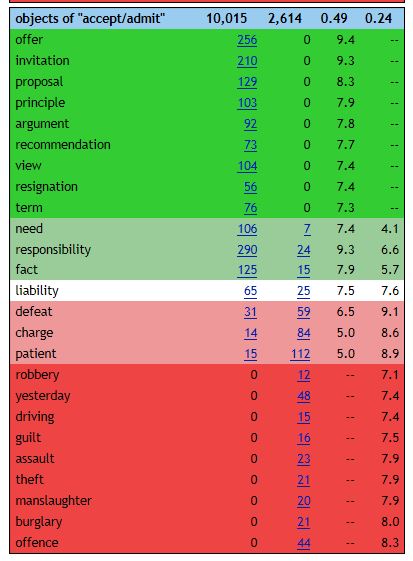 objects of "accept/admit" 10,015 2,614 0.49 0.24
offer 256 0 9.4 --
invitation 210 0 9.3 --
proposal 129 0 8.3 --
principle 103 0 7.9 --
argument 92 0 7.8 --
recommendation 73 0 7.7 --
view 104 0 7.4 --
resignation 56 0 7.4 --
term 76 0 7.3 --
need 106 7 7.4 4.1
responsibility 290 24 9.3 6.6
fact 125 15 7.9 5.7
liability 65 25 7.5 7.6
defeat 31 59 6.5 9.1
charge 14 84 5.0 8.6
patient 15 112 5.0 8.9
robbery 0 12 -- 7.1
yesterday 0 48 -- 7.4
driving 0 15 -- 7.4
guilt 0 16 -- 7.5
assault 0 23 -- 7.9
theft 0 21 -- 7.9
manslaughter 0 20 -- 7.9
burglary 0 21 -- 8.0
offence 0 44 -- 8.3